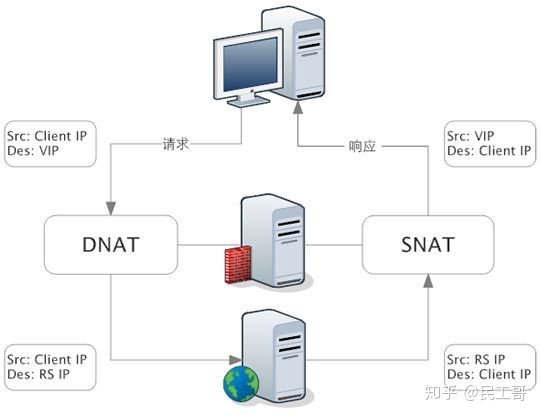 Src: Client IP
Des: VIP
请求
响应
Src: VIP
Des: Client IP
DNAT
SNAT
Src: Client IP
Des: RS IP
Src: RS IP
Des: Client IP
知乎 @民工哥